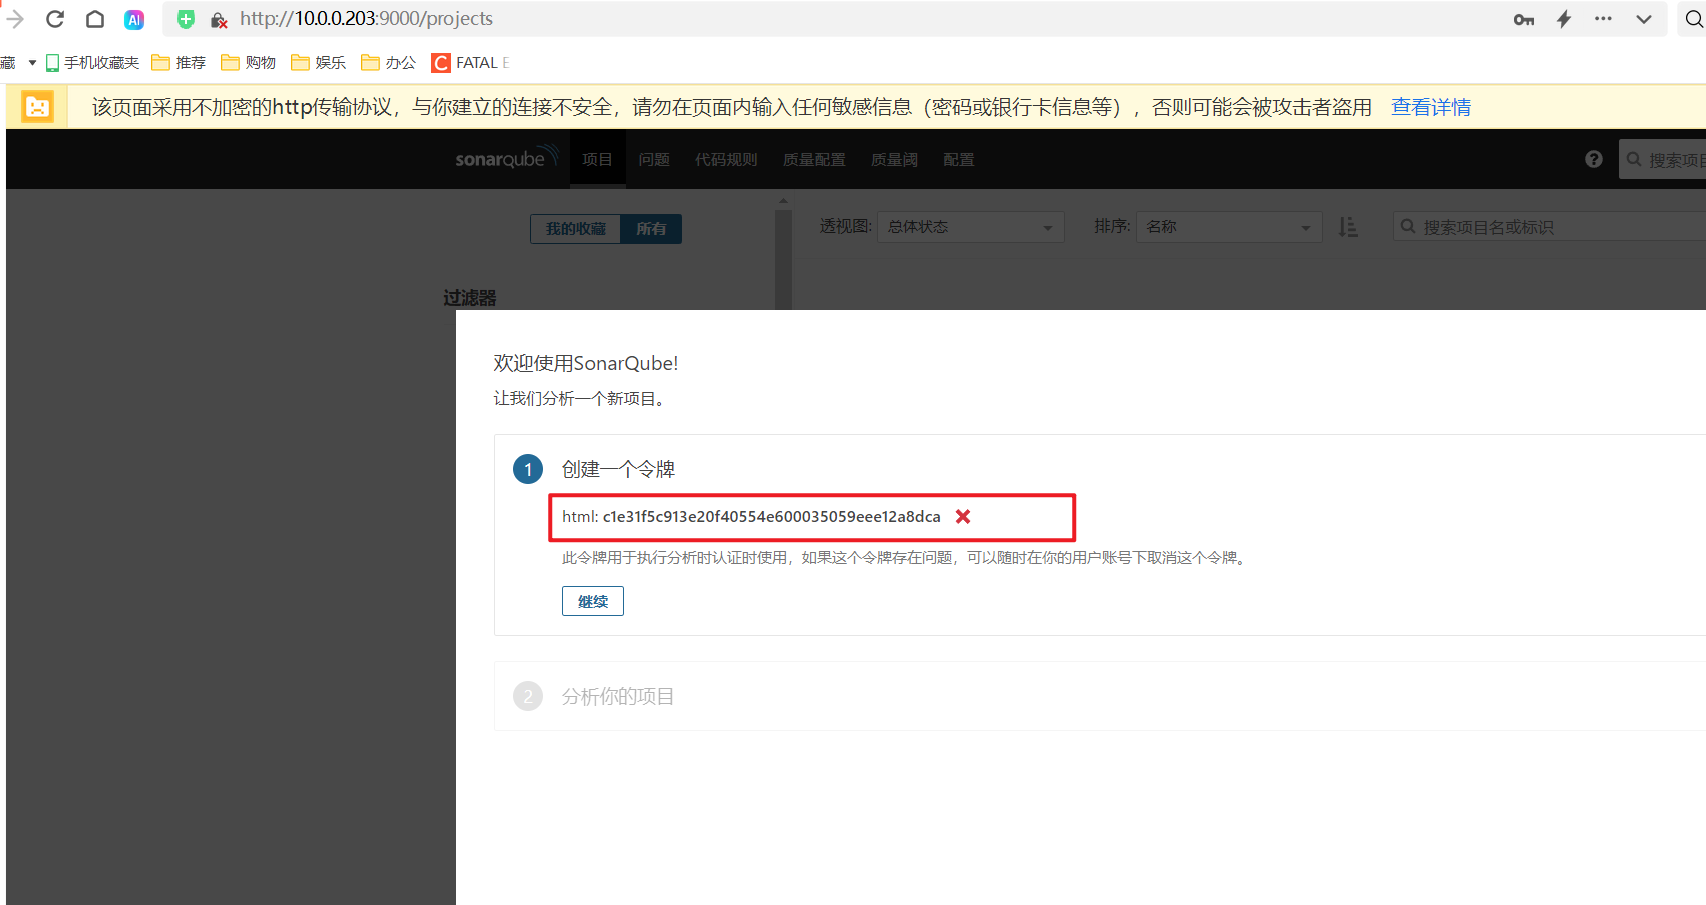 AI http://10.0.0.203:9000/projects
藏 手机收藏夹 推荐 购物 娱乐 办公 C FATAL E
该页面采用不加密的http传输协议，与你建立的连接不安全，请勿在页面内输入任何敏感信息（密码或银行卡信息等），否则可能会被攻击者盗用 查看详情
sonarqube 项目 问题 代码规则 质量配置 质量阈 配置 ? 搜索项目
我的收藏 所有 透视图: 总体状态 排序: 名称 搜索项目名或标识
过滤器
欢迎使用SonarQube!
让我们分析一个新项目。
1 创建一个令牌
html: c1e31f5c913e20f40554e600035059eee12a8dca
此令牌用于执行分析时认证时使用，如果这个令牌存在问题，可以随时在你的用户账号下取消这个令牌。
继续
2 分析你的项目